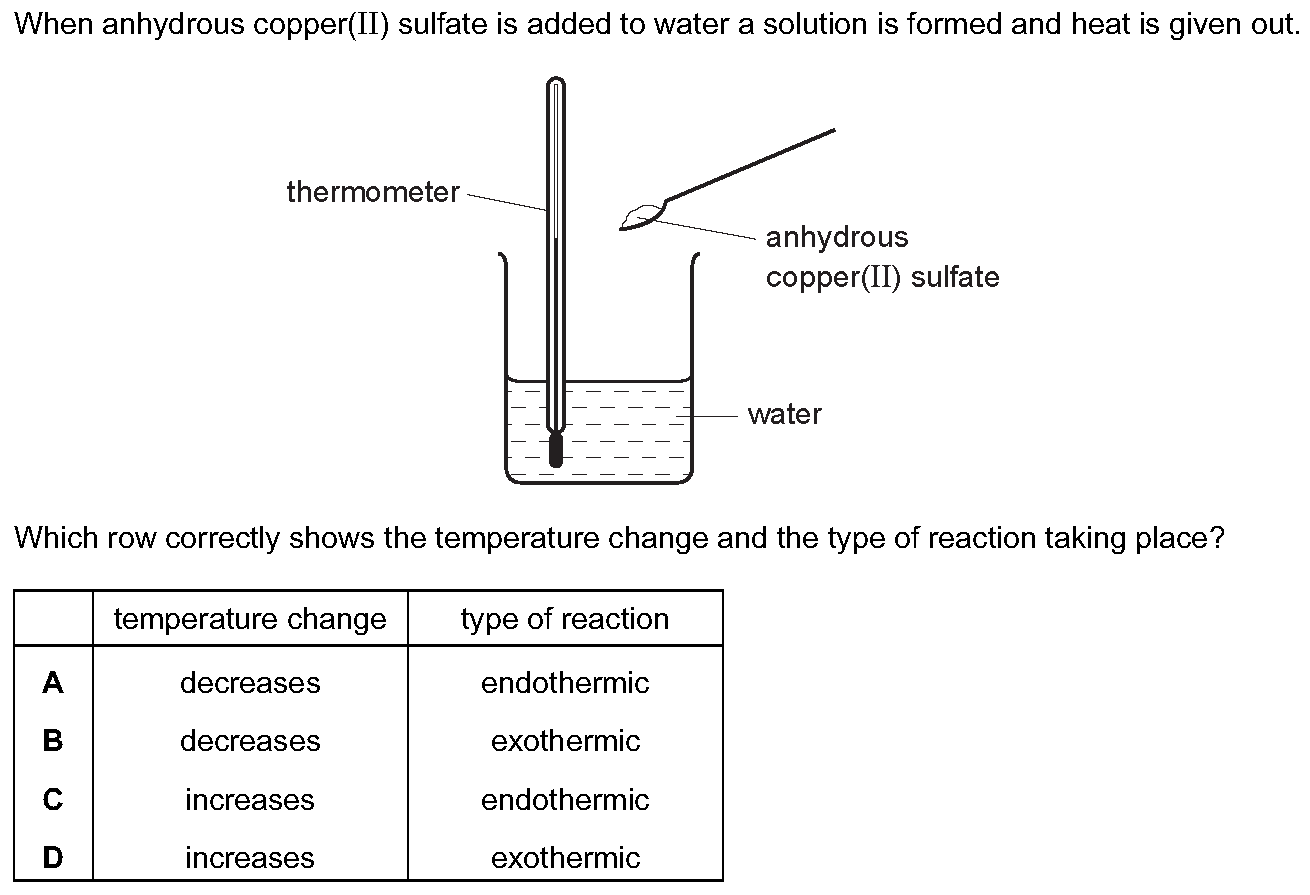 When anhydrous copper(II) sulfate is added to water a solution is formed and heat is given out.
thermometer
anhydrous
copper(II) sulfate
water
Which row correctly shows the temperature change and the type of reaction taking place?
temperature change type of reaction
A decreases endothermic
B decreases exothermic
C increases endothermic
D increases exothermic